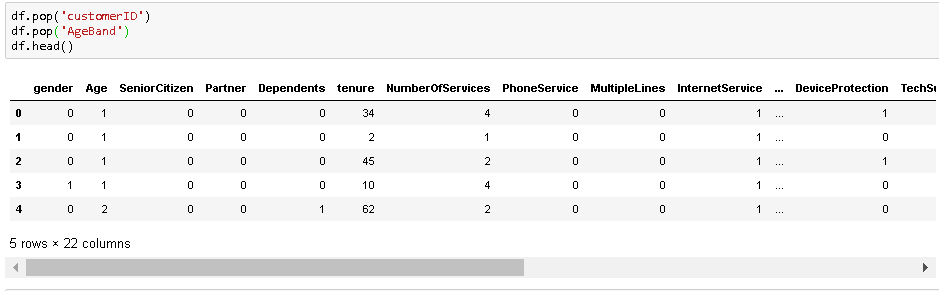 df.pop('customerID')
df.pop('AgeBand')
df.head()
gender Age SeniorCitizen Partner Dependents tenure NumberOfServices PhoneService MultipleLines InternetService ... DeviceProtection TechSu
0 0 1 0 0 0 34 4 0 0 1 ... 1
1 0 1 0 0 0 2 1 0 0 1 ... 0
2 0 1 0 0 0 45 2 0 0 1 ... 1
3 1 1 0 0 0 10 4 0 0 1 ... 0
4 0 2 0 0 1 62 2 0 0 1 ... 0
5 rows × 22 columns